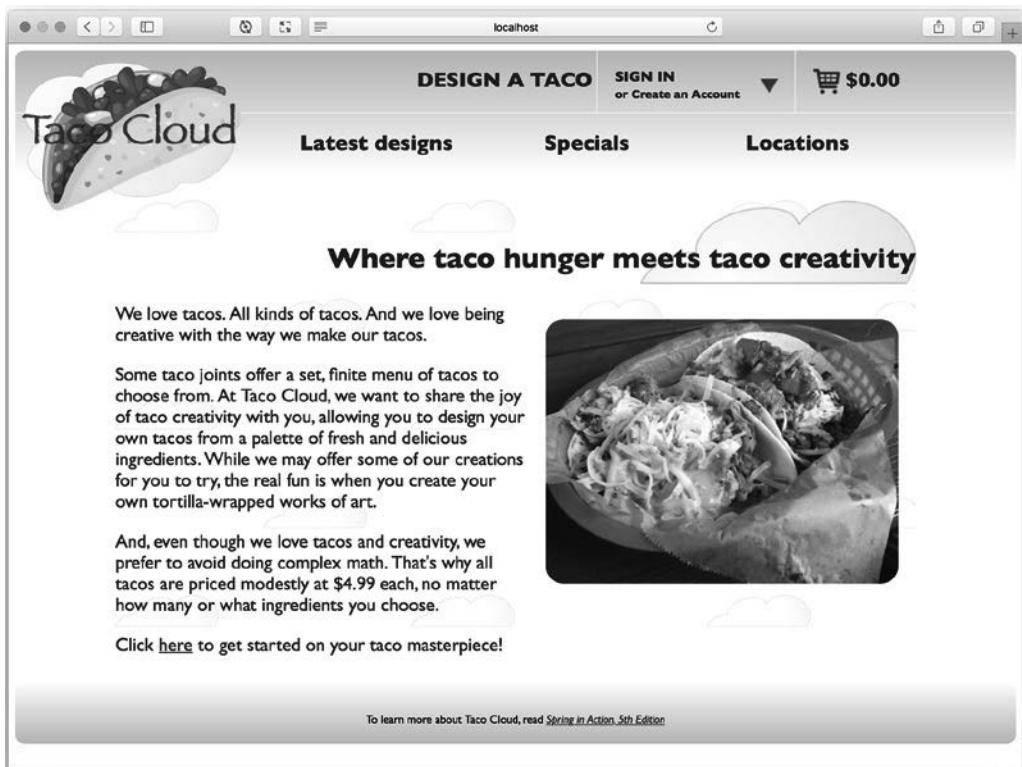 localhost
DESIGN A TACO
SIGN IN
or Create an Account
$0.00
Taco Cloud
Latest designs
Specials
Locations
Where taco hunger meets taco creativity
We love tacos. All kinds of tacos. And we love being
creative with the way we make our tacos.
Some taco joints offer a set, finite menu of tacos to
choose from. At Taco Cloud, we want to share the joy
of taco creativity with you, allowing you to design your
own tacos from a palette of fresh and delicious
ingredients. While we may offer some of our creations
for you to try, the real fun is when you create your
own tortilla-wrapped works of art.
And, even though we love tacos and creativity, we
prefer to avoid doing complex math. That's why all
tacos are priced modestly at $4.99 each, no matter
how many or what ingredients you choose.
Click here to get started on your taco masterpiece!
To learn more about Taco Cloud, read Spring in Action, 5th Edition